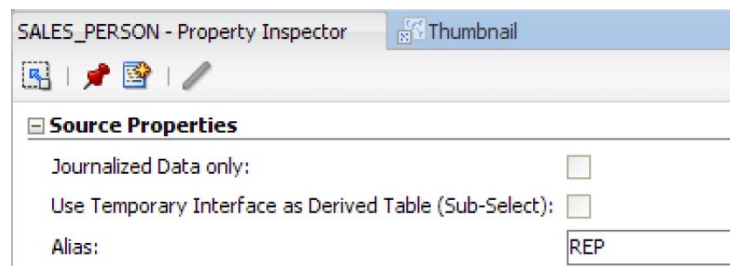 SALES_PERSON - Property Inspector Thumbnail
Source Properties
Journalized Data only:
Use Temporary Interface as Derived Table (Sub-Select):
Alias: REP